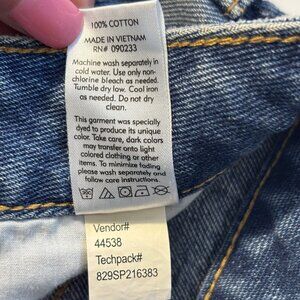 100% COTTON
MADE IN VIETNAM
RN# 090233
Machine wash separately in
cold water. Use only non-
chlorine bleach as needed.
Tumble dry low. Cool iron
as needed. Do not dry
clean.
This garment was specially
dyed to produce its unique
color. Take care, dark colors
may transfer onto light
colored clothing or other
items. To minimize fading
please wash separately and
follow care instructions.
Vendor#
44538
Techpack#
829SP216383